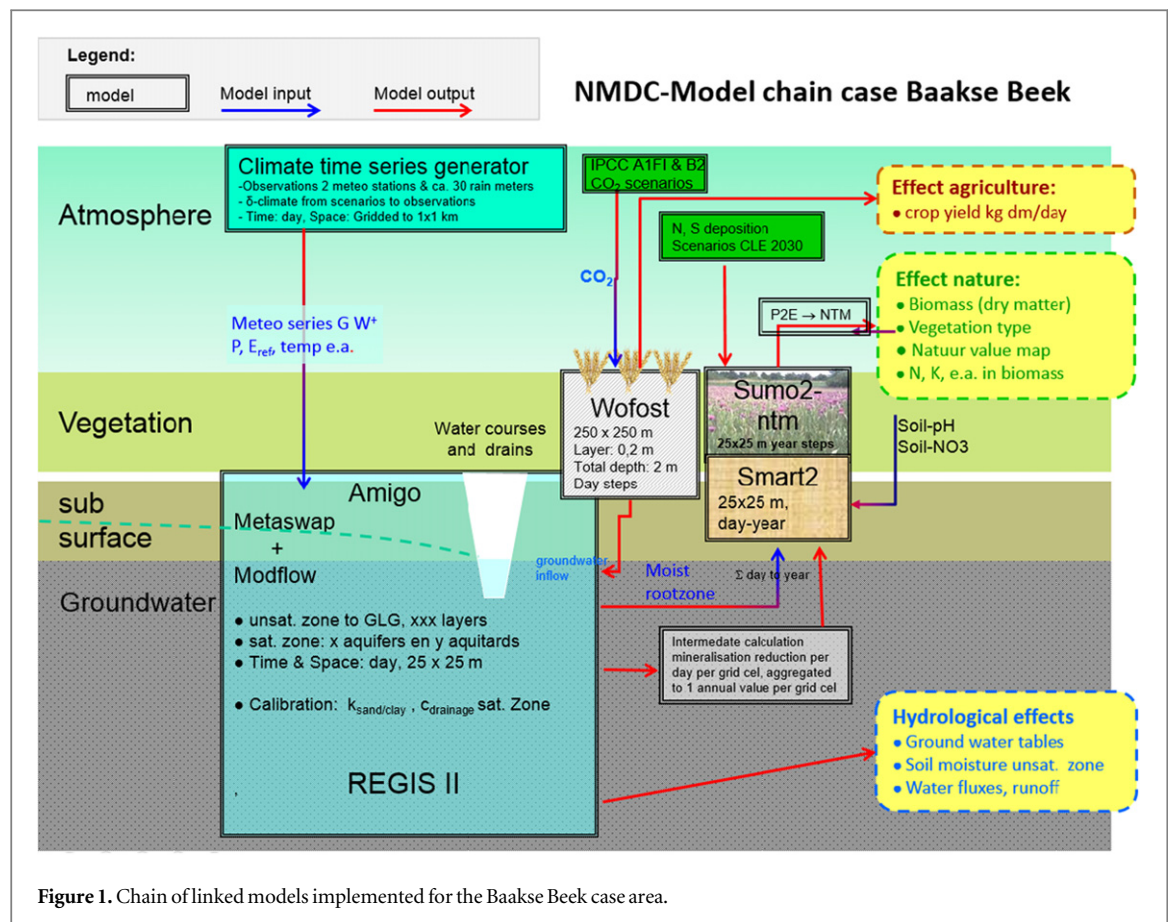 Legend:
model
Model input
Model output
NMDC-Model chain case Baakse Beek
Atmosphere
Climate time series generator
-Observations 2 meteo stations & ca. 30 rain meters
- δ-climate from scenarios to observations
- Time: day, Space: Gridded to 1x1 km
IPCC A1FI & B2
CO2 scenarios
N, S deposition
Scenarios CLE 2030
Effect agriculture:
● crop yield kg dm/day
CO2
Effect nature:
● Biomass (dry matter)
● Vegetation type
● Natuur value map
● N, K, e.a. in biomass
P2E → NTM
Meteo series G W+
P, Eref, temp e.a.
Vegetation
Water courses
and drains
Wofost
250 x 250 m
Layer: 0,2 m
Total depth: 2 m
Day steps
Sumo2-
ntm
25x25 m year steps
Smart2
25x25 m,
day-year
Soil-pH
Soil-NO3
sub
surface
Groundwater
Amigo
Metaswap
+
Modflow
groundwater
inflow
Moist
rootzone
Σ day to year
● unsat. zone to GLG, xxx layers
● sat. zone: x aquifers en y aquitards
● Time & Space: day, 25 x 25 m
● Calibration: ksand/clay , cdrainage sat. Zone
,
REGIS II
Intermedate calculation
mineralisation reduction per
day per grid cel, aggregated
to 1 annual value per grid cel
Hydrological effects
● Ground water tables
● Soil moisture unsat. zone
● Water fluxes, runoff
Figure 1. Chain of linked models implemented for the Baakse Beek case area.